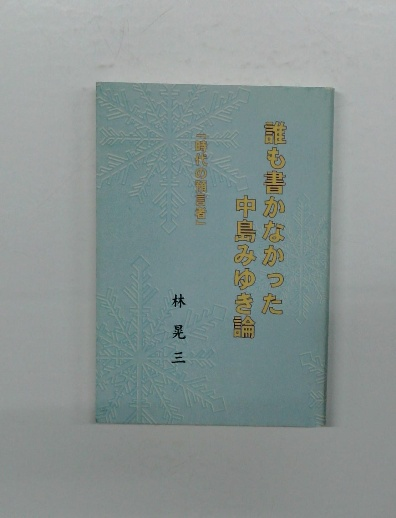 誰も書かなかった
中島みゆき論
「時代の預言者」
林晃三